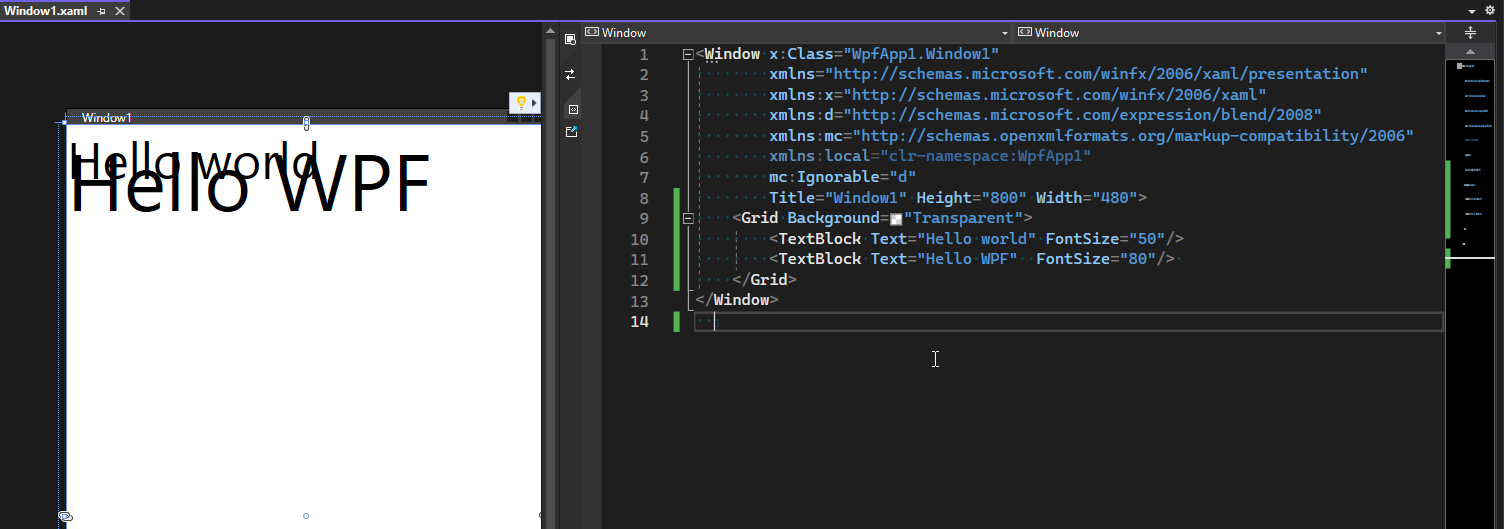 Window1.xaml
Window Window
Window1
Hello world
Hello WPF
1 <Window x:Class="WpfApp1.Window1"
2 xmlns="http://schemas.microsoft.com/winfx/2006/xaml/presentation"
3 xmlns:x="http://schemas.microsoft.com/winfx/2006/xaml"
4 xmlns:d="http://schemas.microsoft.com/expression/blend/2008"
5 xmlns:mc="http://schemas.openxmlformats.org/markup-compatibility/2006"
6 xmlns:local="clr-namespace:WpfApp1"
7 mc:Ignorable="d"
8 Title="Window1" Height="800" Width="480">
9 <Grid Background="Transparent">
10 <TextBlock Text="Hello world" FontSize="50"/>
11 <TextBlock Text="Hello WPF" FontSize="80"/>
12 </Grid>
13 </Window>
14